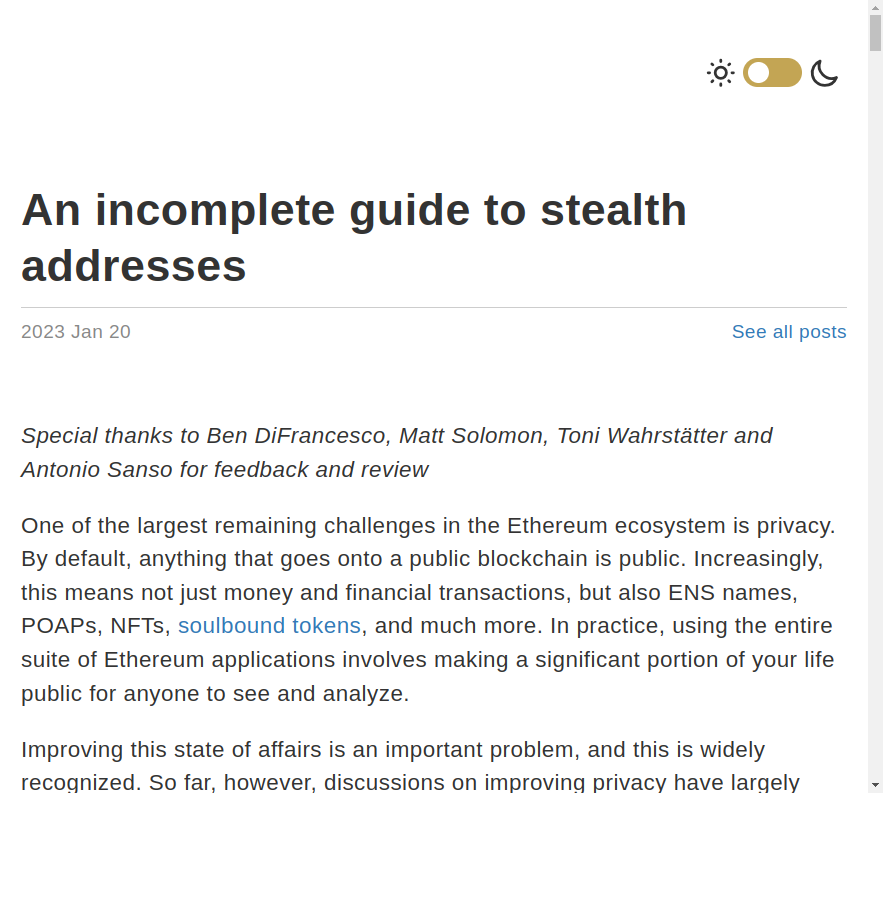 An incomplete guide to stealth
addresses
2023 Jan 20
See all posts
Special thanks to Ben DiFrancesco, Matt Solomon, Toni Wahrstätter and
Antonio Sanso for feedback and review
One of the largest remaining challenges in the Ethereum ecosystem is privacy.
By default, anything that goes onto a public blockchain is public. Increasingly,
this means not just money and financial transactions, but also ENS names,
POAPs, NFTs, soulbound tokens, and much more. In practice, using the entire
suite of Ethereum applications involves making a significant portion of your life
public for anyone to see and analyze.
Improving this state of affairs is an important problem, and this is widely
recognized. So far, however, discussions on improving privacy have largely